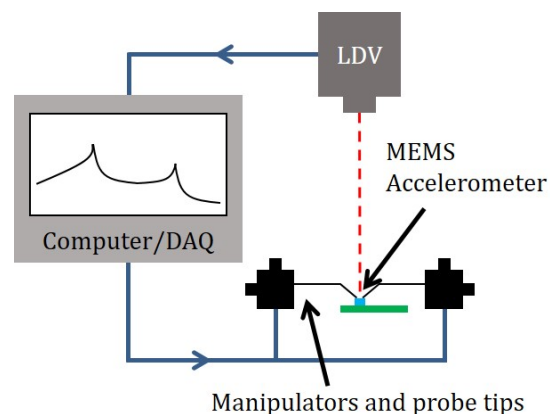 LDV
MEMS
Accelerometer
Computer/DAQ
Manipulators and probe tips